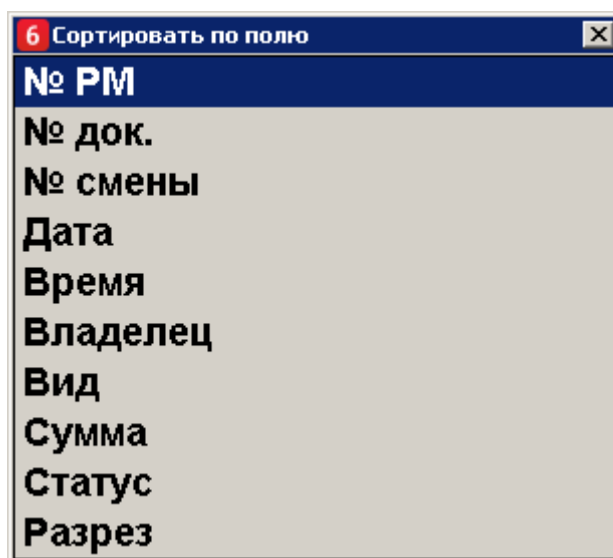 6 Сортировать по полю
№ РМ
№ док.
№ смены
Дата
Время
Владелец
Вид
Сумма
Статус
Разрез